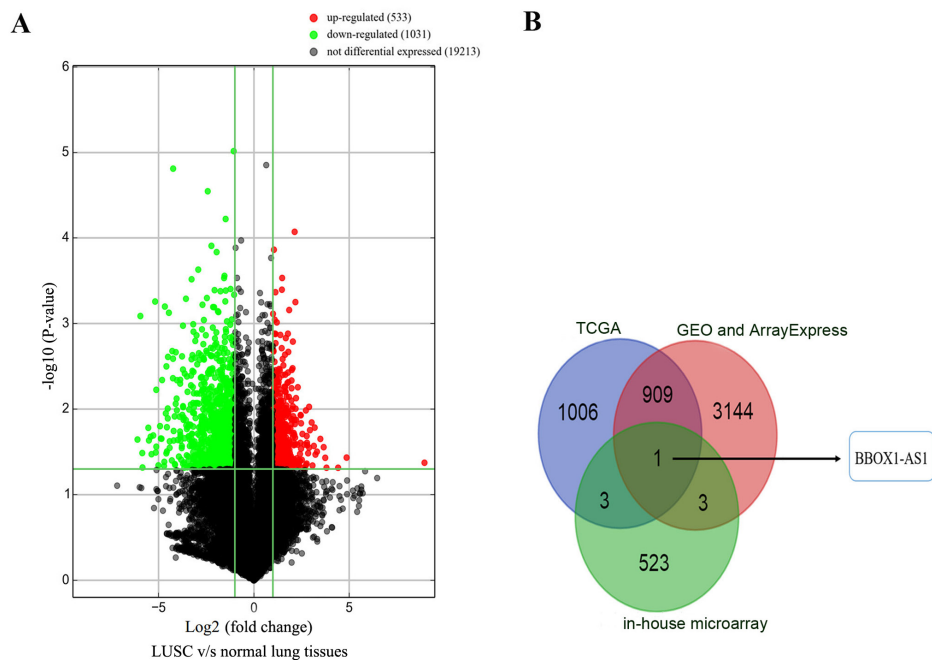 A
up-regulated (533)
down-regulated (1031)
not differential expressed (19213)
6
5
4
3
2
1
0
-log10 (P-value)
−5
0
5
Log2 (fold change)
LUSC v/s normal lung tissues
B
TCGA
GEO and ArrayExpress
1006
909
3144
1
BBOX1-AS1
3
3
523
in-house microarray